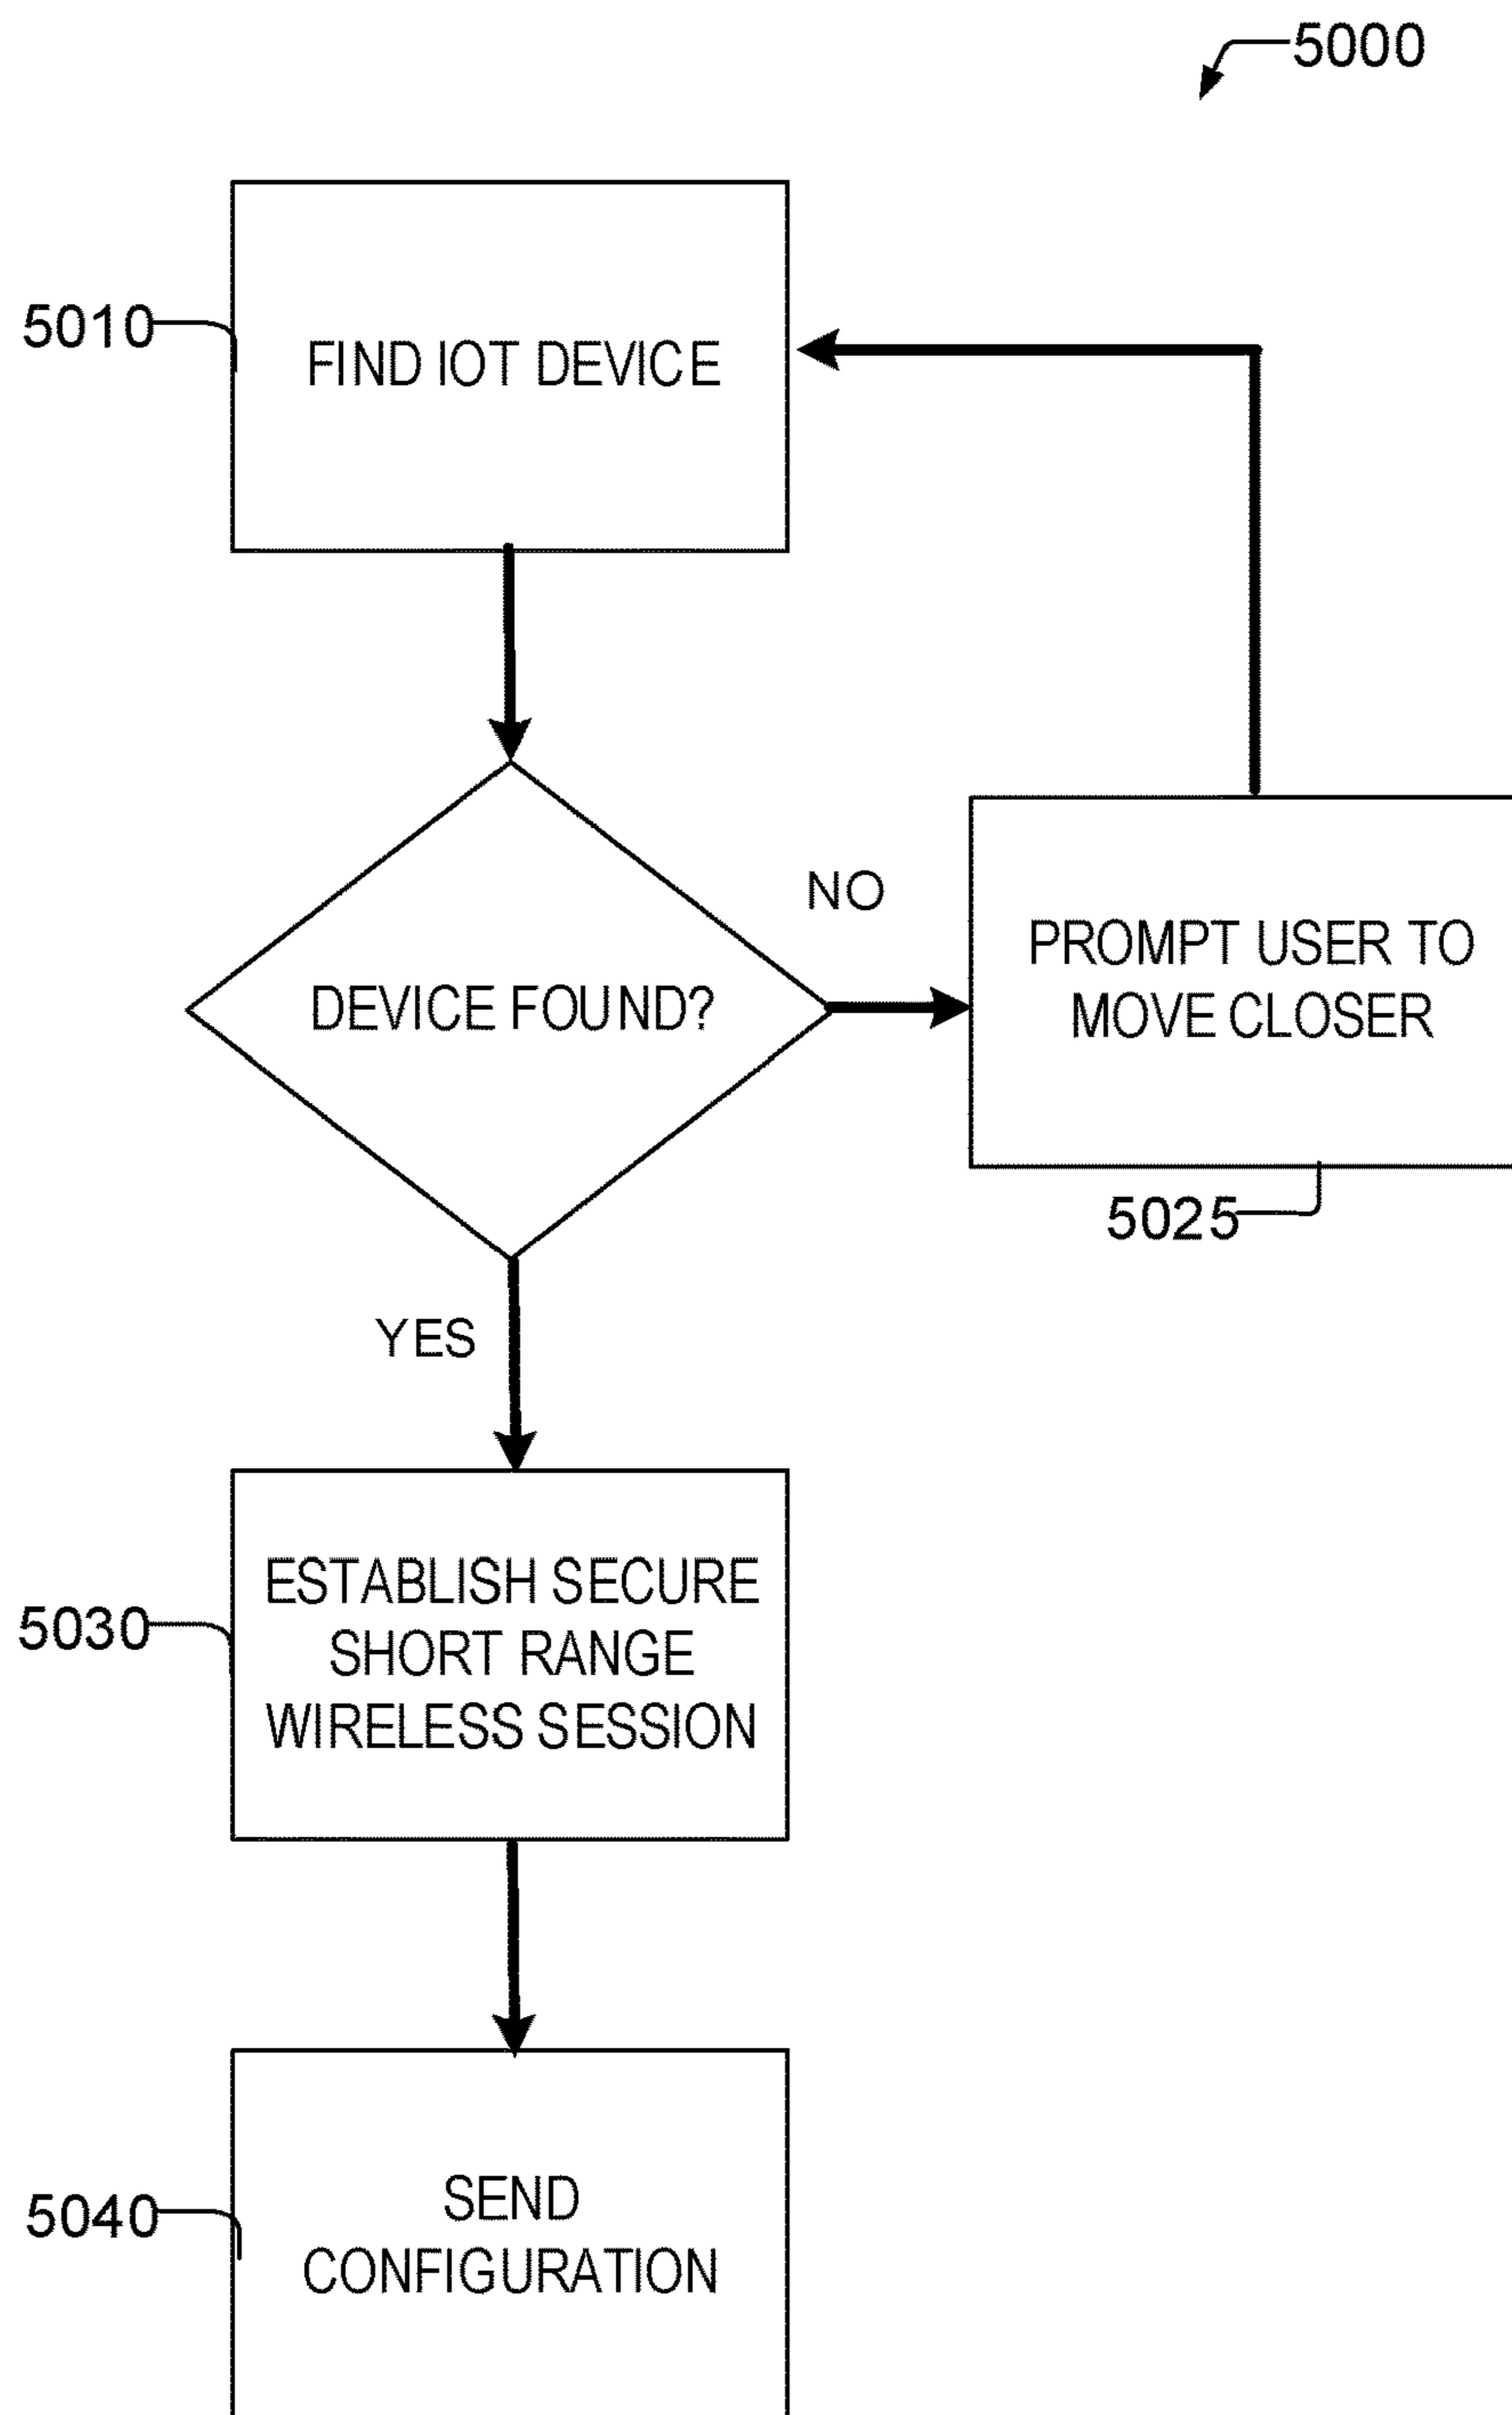 5000
5010
FIND IOT DEVICE
NO
DEVICE FOUND?
PROMPT USER TO
MOVE CLOSER
5025
YES
5030
ESTABLISH SECURE
SHORT RANGE
WIRELESS SESSION
5040
SEND
CONFIGURATION